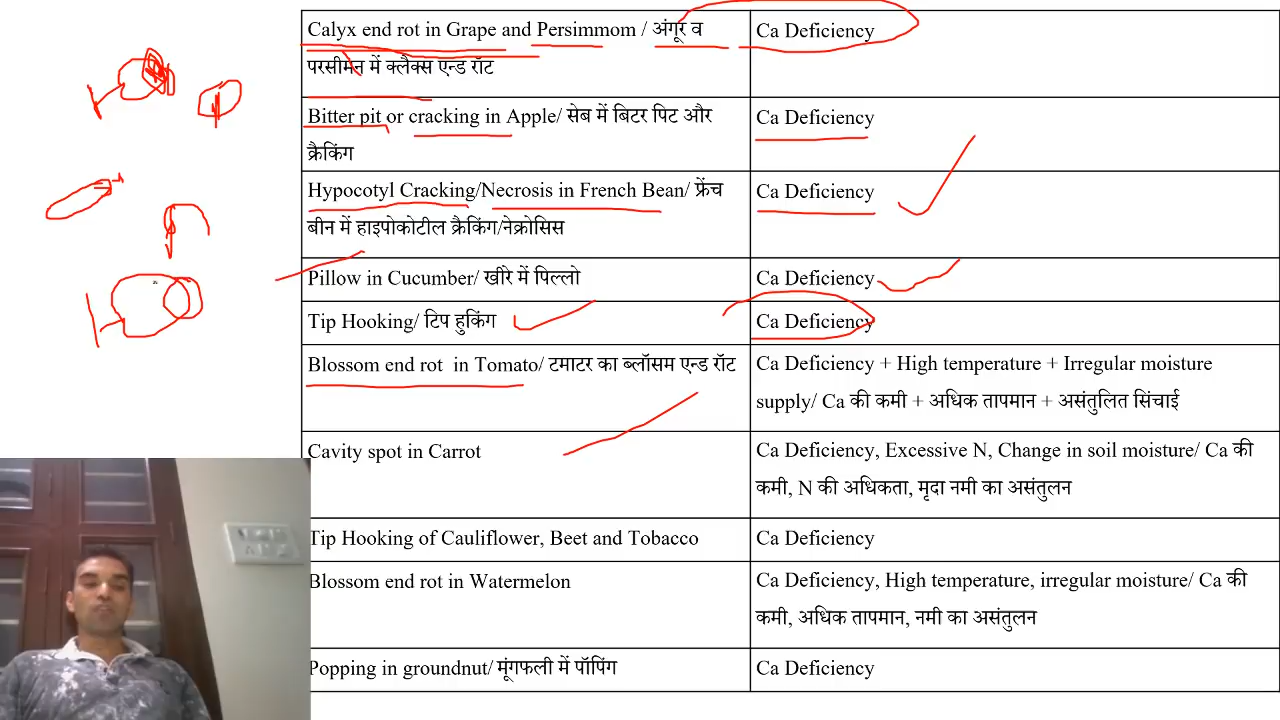 Calyx end rot in Grape and Persimmom / अंगूर व
परसीमेन में क्लैक्स एन्ड रॉट
Ca Deficiency
Bitter pit or cracking in Apple/ सेब में बिटर पिट और
क्रैकिंग
Ca Deficiency
Hypocotyl Cracking/Necrosis in French Bean/ फ्रेंच
बीन में हाइपोकोटील क्रैकिंग/नेक्रोसिस
Ca Deficiency
Pillow in Cucumber/ खीरे में पिल्लो
Ca Deficiency
Tip Hooking/ टिप हुकिंग
Ca Deficiency
Blossom end rot  in Tomato/ टमाटर का ब्लॉसम एन्ड रॉट
Ca Deficiency + High temperature + Irregular moisture
supply/ Ca की कमी + अधिक तापमान + असंतुलित सिंचाई
Cavity spot in Carrot
Ca Deficiency, Excessive N, Change in soil moisture/ Ca की
कमी, N की अधिकता, मृदा नमी का असंतुलन
Tip Hooking of Cauliflower, Beet and Tobacco
Ca Deficiency
Blossom end rot in Watermelon
Ca Deficiency, High temperature, irregular moisture/ Ca की
कमी, अधिक तापमान, नमी का असंतुलन
Popping in groundnut/ मूंगफली में पॉपिंग
Ca Deficiency